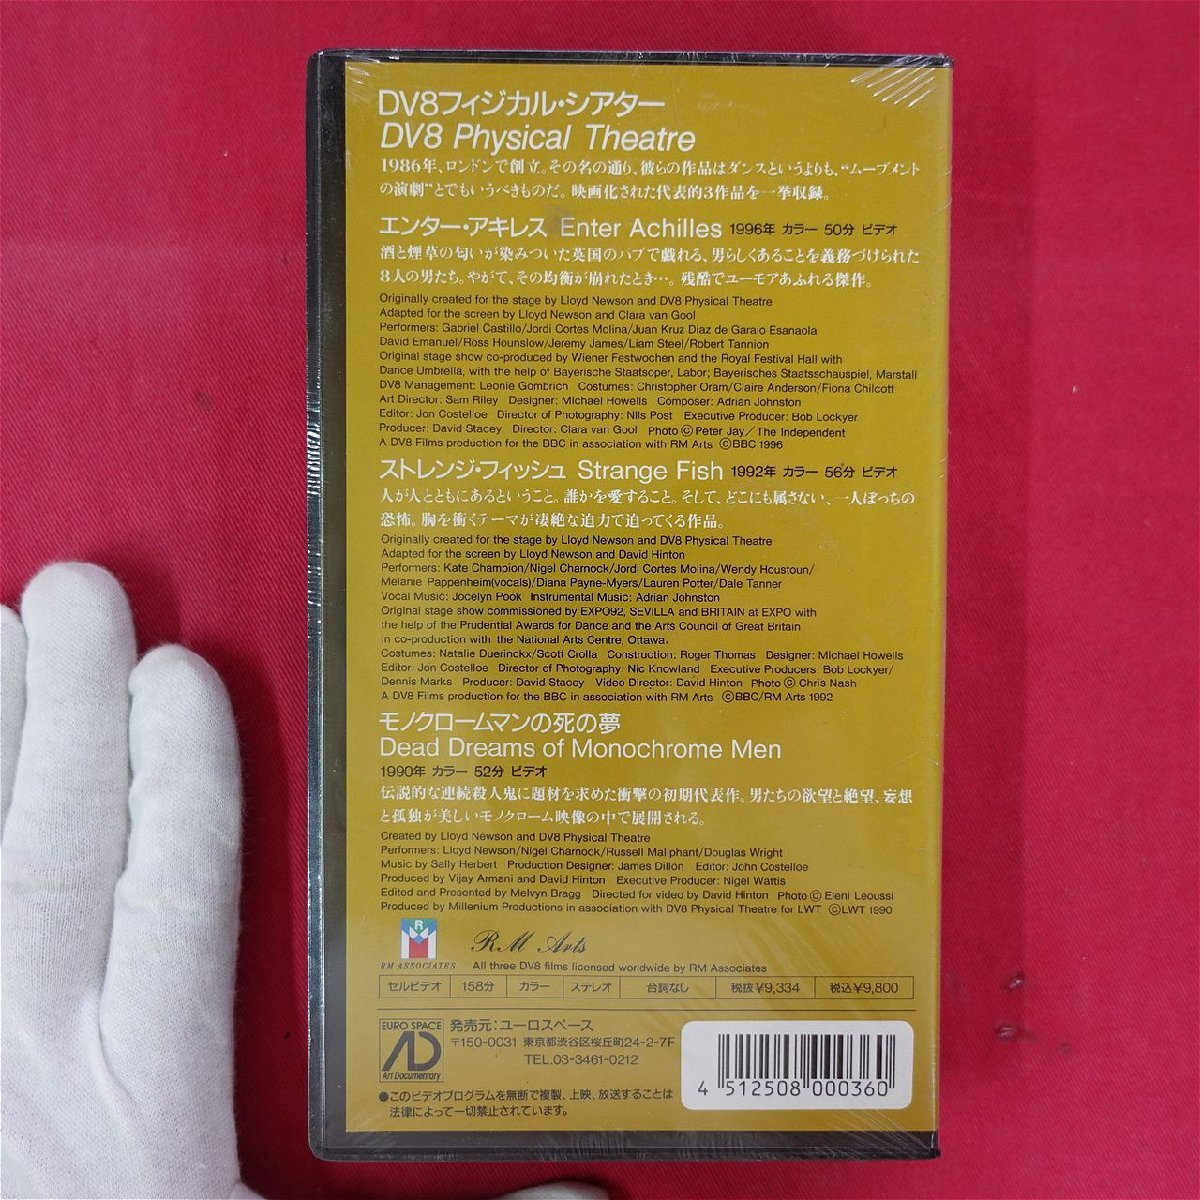 DV8フィジカル・シアター
DV8 Physical Theatre
1986年、ロンドンで創立。その名の通り、彼らの作品はダンスというよりも、“ムーブメント
の演劇”とでもいうべきものだ。映画化された代表的3作品を一挙収録。
エンター・アキレス Enter Achilles 1996年 カラー 50分 ビデオ
酒と煙草の匂いが染みついた英国のパブで戯れる、男らしくあることを義務づけられた
8人の男たち。やがて、その均衡が崩れたとき…。残酷でユーモアあふれる傑作。
Originally created for the stage by Lloyd Newson and DV8 Physical Theatre
Adapted for the screen by Lloyd Newson and Clara van Gool
Performers: Gabriel Castillo/Jordi Cortes Molina/Juan Kruz Diaz de Garaio Esanaola
David Emanuel/Ross Hounslow/Jeremy James/Liam Steel/Robert Tannion
Original stage show co-produced by Wiener Festwochen and the Royal Festival Hall with
Dance Umbrella, with the help of Bayerische Staatsoper, Labor; Bayerisches Staatsschauspiel, Marstall
DV8 Management: Leonie Gombrich Costumes: Christopher Oram/Claire Anderson/Fiona Chilcott
Art Director: Sam Riley Designer: Michael Howells Composer: Adrian Johnston
Editor: Jon Costelloe Director of Photography: Nils Post Executive Producer: Bob Lockyer
Producer: David Stacey Director: Clara van Gool Photo©Peter Jay/The Independent
A DV8 Films production for the BBC in association with RM Arts ©BBC 1996
ストレンジ・フィッシュ Strange Fish 1992年 カラー 56分 ビデオ
人が人とともにあるということ。誰かを愛すること。そして、どこにも属さない、一人ぼっちの
恐怖。胸を衝くテーマが凄絶な迫力で迫ってくる作品。
Originally created for the stage by Lloyd Newson and DV8 Physical Theatre
Adapted for the screen by Lloyd Newson and David Hinton
Performers: Kate Champion/Nigel Charnock/Jordi Cortes Molina/Wendy Houstoun/
Melanie Pappenheim(vocals)/Diana Payne-Myers/Lauren Potter/Dale Tanner
Vocal Music: Jocelyn Pook Instrumental Music: Adrian Johnston
Original stage show commissioned by EXPO92, SEVILLA and BRITAIN at EXPO with
the help of the Prudential Awards for Dance and the Arts Council of Great Britain
in co-production with the National Arts Centre, Ottawa.
Costumes: Natalie Duerinckx/Scott Ciolla Construction: Roger Thomas Designer: Michael Howells
Editor: Jon Costelloe Director of Photography: Nic Knowland Executive Producers: Bob Lockyer/
Dennis Marks Producer: David Stacey Video Director: David Hinton Photo © Chris Nash
A DV8 Films production for the BBC in association with RM Arts ©BBC/RM Arts 1992
モノクロームマンの死の夢
Dead Dreams of Monochrome Men
1990年 カラー 52分 ビデオ
伝説的な連続殺人鬼に題材を求めた衝撃の初期代表作。男たちの欲望と絶望、妄想
と孤独が美しいモノクローム映像の中で展開される。
Created by Lloyd Newson and DV8 Physical Theatre
Performers: Lloyd Newson/Nigel Charnock/Russell Maliphant/Douglas Wright
Music by Sally Herbert Production Designer: James Dillon Editor: John Costelloe
Produced by Vijay Armani and David Hinton Executive Producer: Nigel Wattis
Edited and Presented by Melvyn Bragg Directed for video by David Hinton Photo © Eleni Leoussi
Produced by Millenium Productions in association with DV8 Physical Theatre for LWT ©LWT 1990
R M
RM Arts
RM ASSOCIATES All three DV8 films licensed worldwide by RM Associates
セルビデオ 158分 カラー ステレオ 台詞なし 税抜¥9,334 税込¥9,800
EURO SPACE
AD
Art Documentary
発売元:ユーロスペース
〒150-0031 東京都渋谷区桜丘町24-2-7F
TEL.03-3461-0212
●このビデオプログラムを無断で複製、上映、放送することは
法律によって一切禁止されています。
4 512508 000360